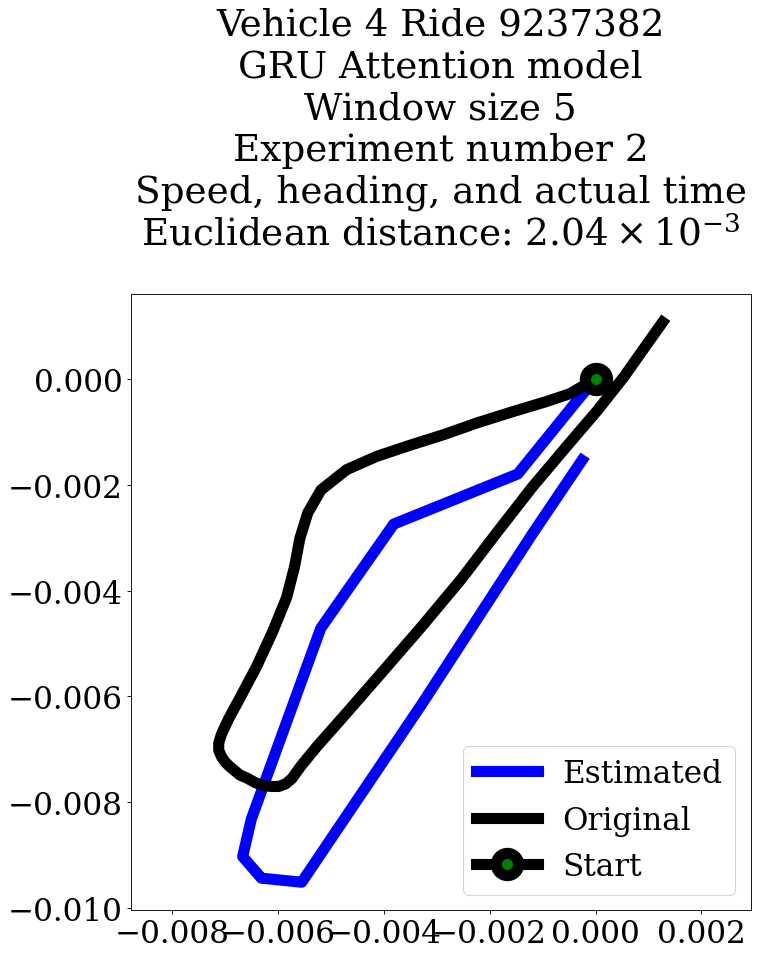 Vehicle 4 Ride 9237382
GRU Attention model
Window size 5
Experiment number 2
Speed, heading, and actual time
Euclidean distance: 2.04 × 10⁻³
0.000
−0.002
−0.004
−0.006
−0.008
−0.010
Estimated
Original
Start
−0.008 −0.006 −0.004 −0.002 0.000 0.002